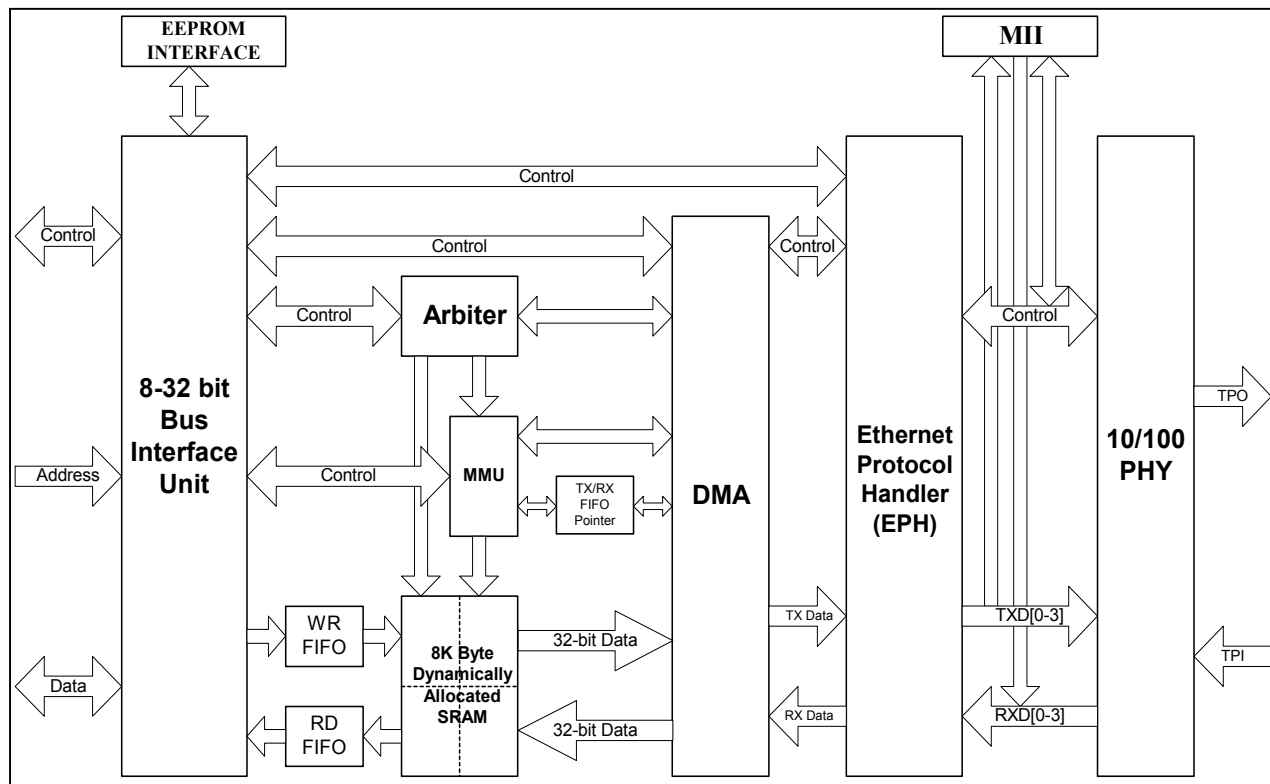 EEPROM
INTERFACE
MII
Control
Control
Control
Control
Control
Arbiter
Control
8-32 bit
Bus
Interface
Unit
Address
Control
MMU
TX/RX
FIFO
Pointer
DMA
Ethernet
Protocol
Handler
(EPH)
10/100
PHY
TPO
WR
FIFO
8K Byte
Dynamically
Allocated
SRAM
32-bit Data
TX Data
TXD[0-3]
TPI
Data
RD
FIFO
32-bit Data
RX Data
RXD[0-3]